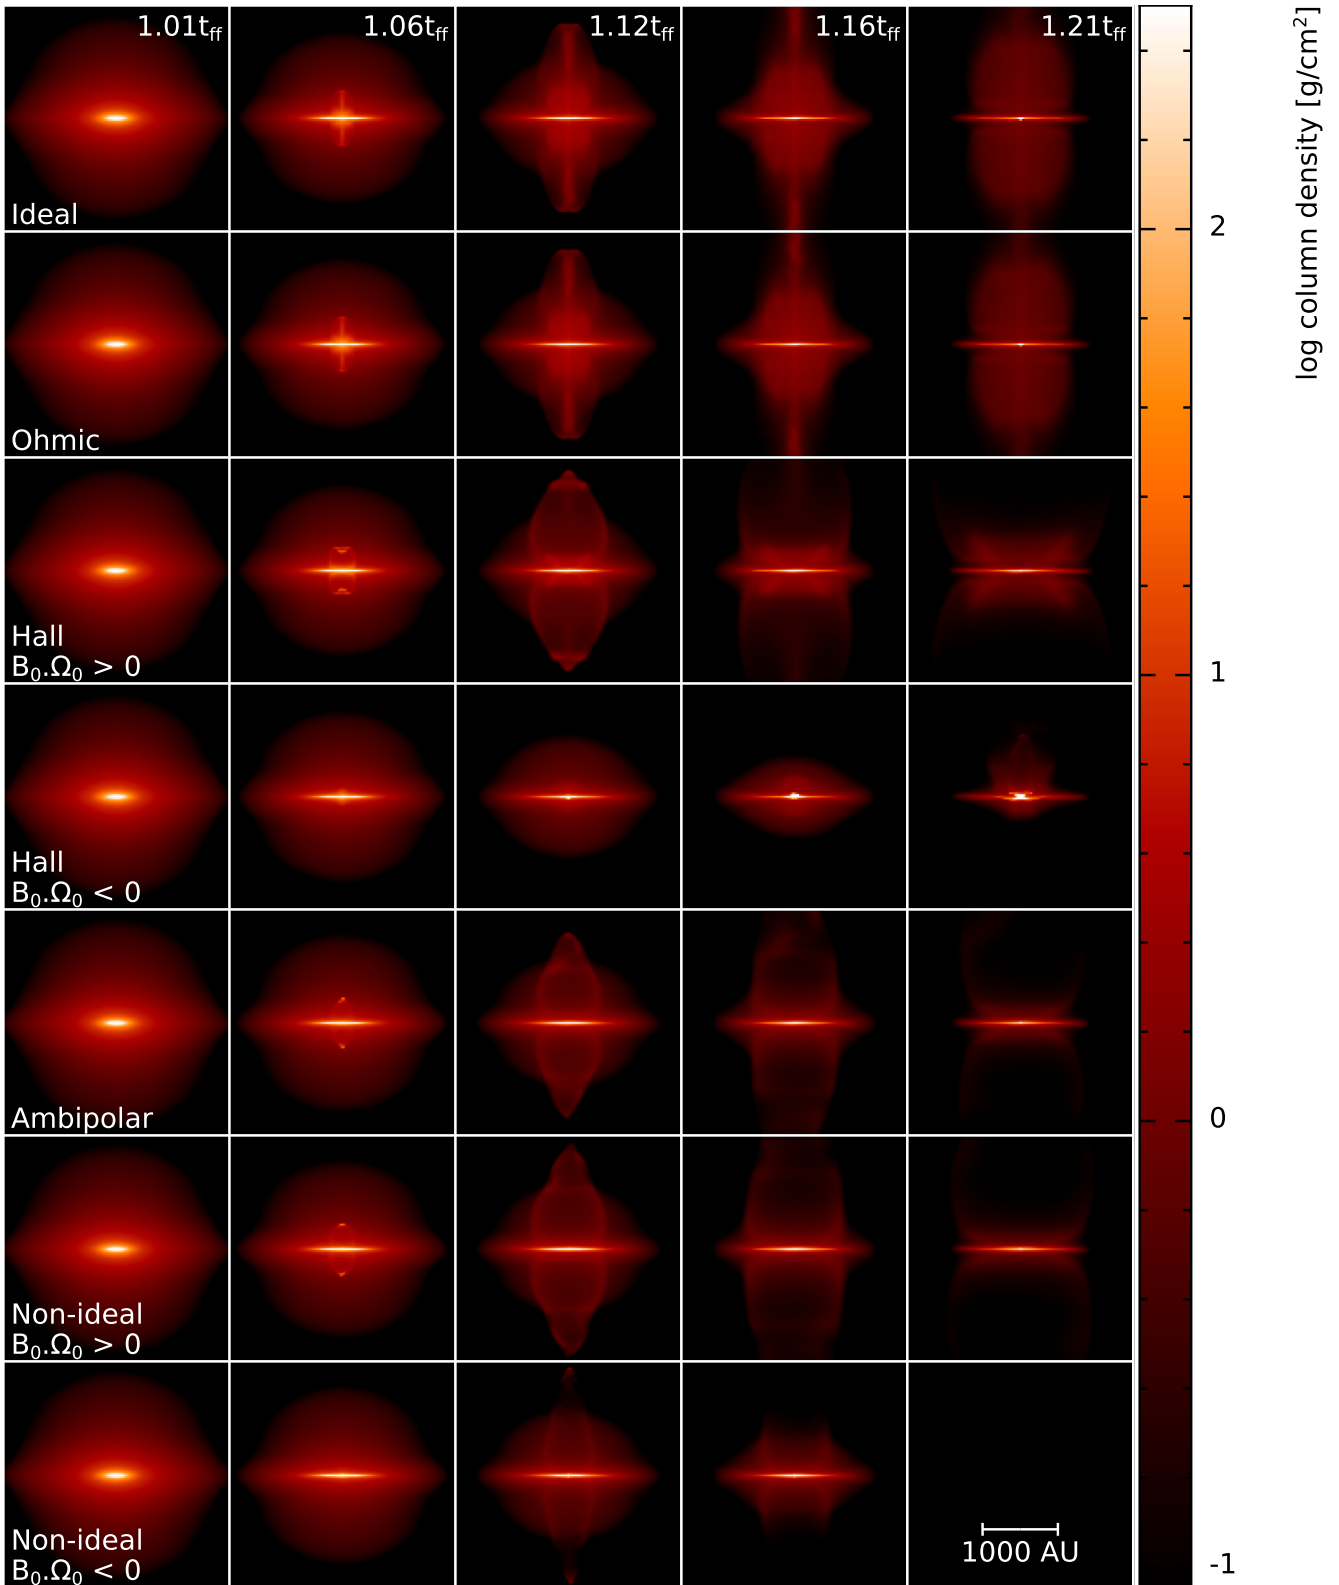 1.01t_ff 1.06t_ff 1.12t_ff 1.16t_ff 1.21t_ff
Ideal
Ohmic
Hall
B₀.Ω₀ > 0
Hall
B₀.Ω₀ < 0
Ambipolar
Non-ideal
B₀.Ω₀ > 0
Non-ideal
B₀.Ω₀ < 0
1000 AU
2
1
0
-1
log column density [g/cm²]